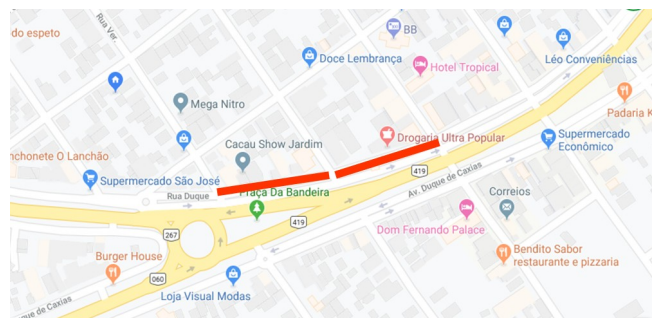 Rua Ver.
do espeto
BB
Doce Lembrança
Léo Conveniências
Hotel Tropical
Mega Nitro
Padaria K
Drogaria Ultra Popular
Supermercado
Econômico
Cacau Show Jardim
nchonete O Lanchão
419
Av. Duque de Caxias
Supermercado São José
Rua Duque
Praça Da Bandeira
Correios
419
267
Dom Fernando Palace
Burger House
Bendito Sabor
restaurante e pizzaria
060
Loja Visual Modas
ue de Caxias